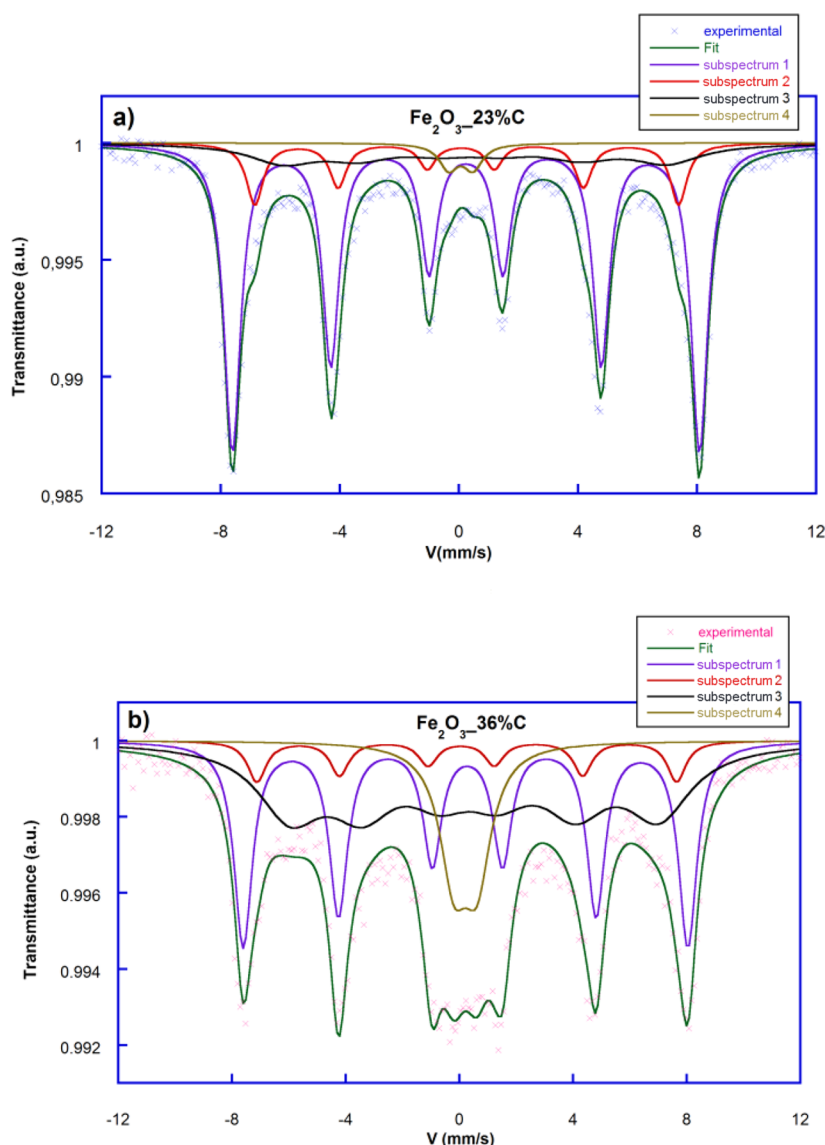 experimental
Fit
subspectrum 1
subspectrum 2
subspectrum 3
subspectrum 4
a)
Fe₂O₃_23%C
1
0,995
0,99
0,985
Transmittance (a.u.)
-12 -8 -4 0 4 8 12
V(mm/s)
experimental
Fit
subspectrum 1
subspectrum 2
subspectrum 3
subspectrum 4
b)
Fe₂O₃_36%C
1
0.998
0.996
0.994
0.992
Transmittance (a.u.)
-12 -8 -4 0 4 8 12
V (mm/s)